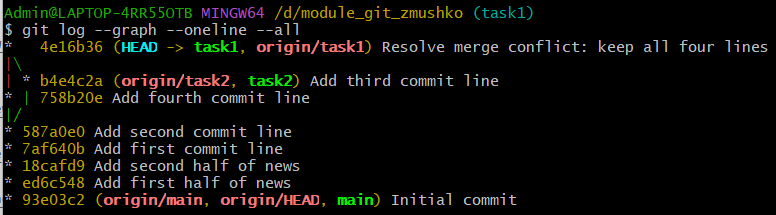 Admin@LAPTOP-4RR55OTB MINGW64 /d/module_git_zmushko (task1)
$ git log --graph --oneline --all
*   4e16b36 (HEAD -> task1, origin/task1) Resolve merge conflict: keep all four lines
|\
| * b4e4c2a (origin/task2, task2) Add third commit line
* | 758b20e Add fourth commit line
|/
* 587a0e0 Add second commit line
* 7af640b Add first commit line
* 18cafd9 Add second half of news
* ed6c548 Add first half of news
* 93e03c2 (origin/main, origin/HEAD, main) Initial commit